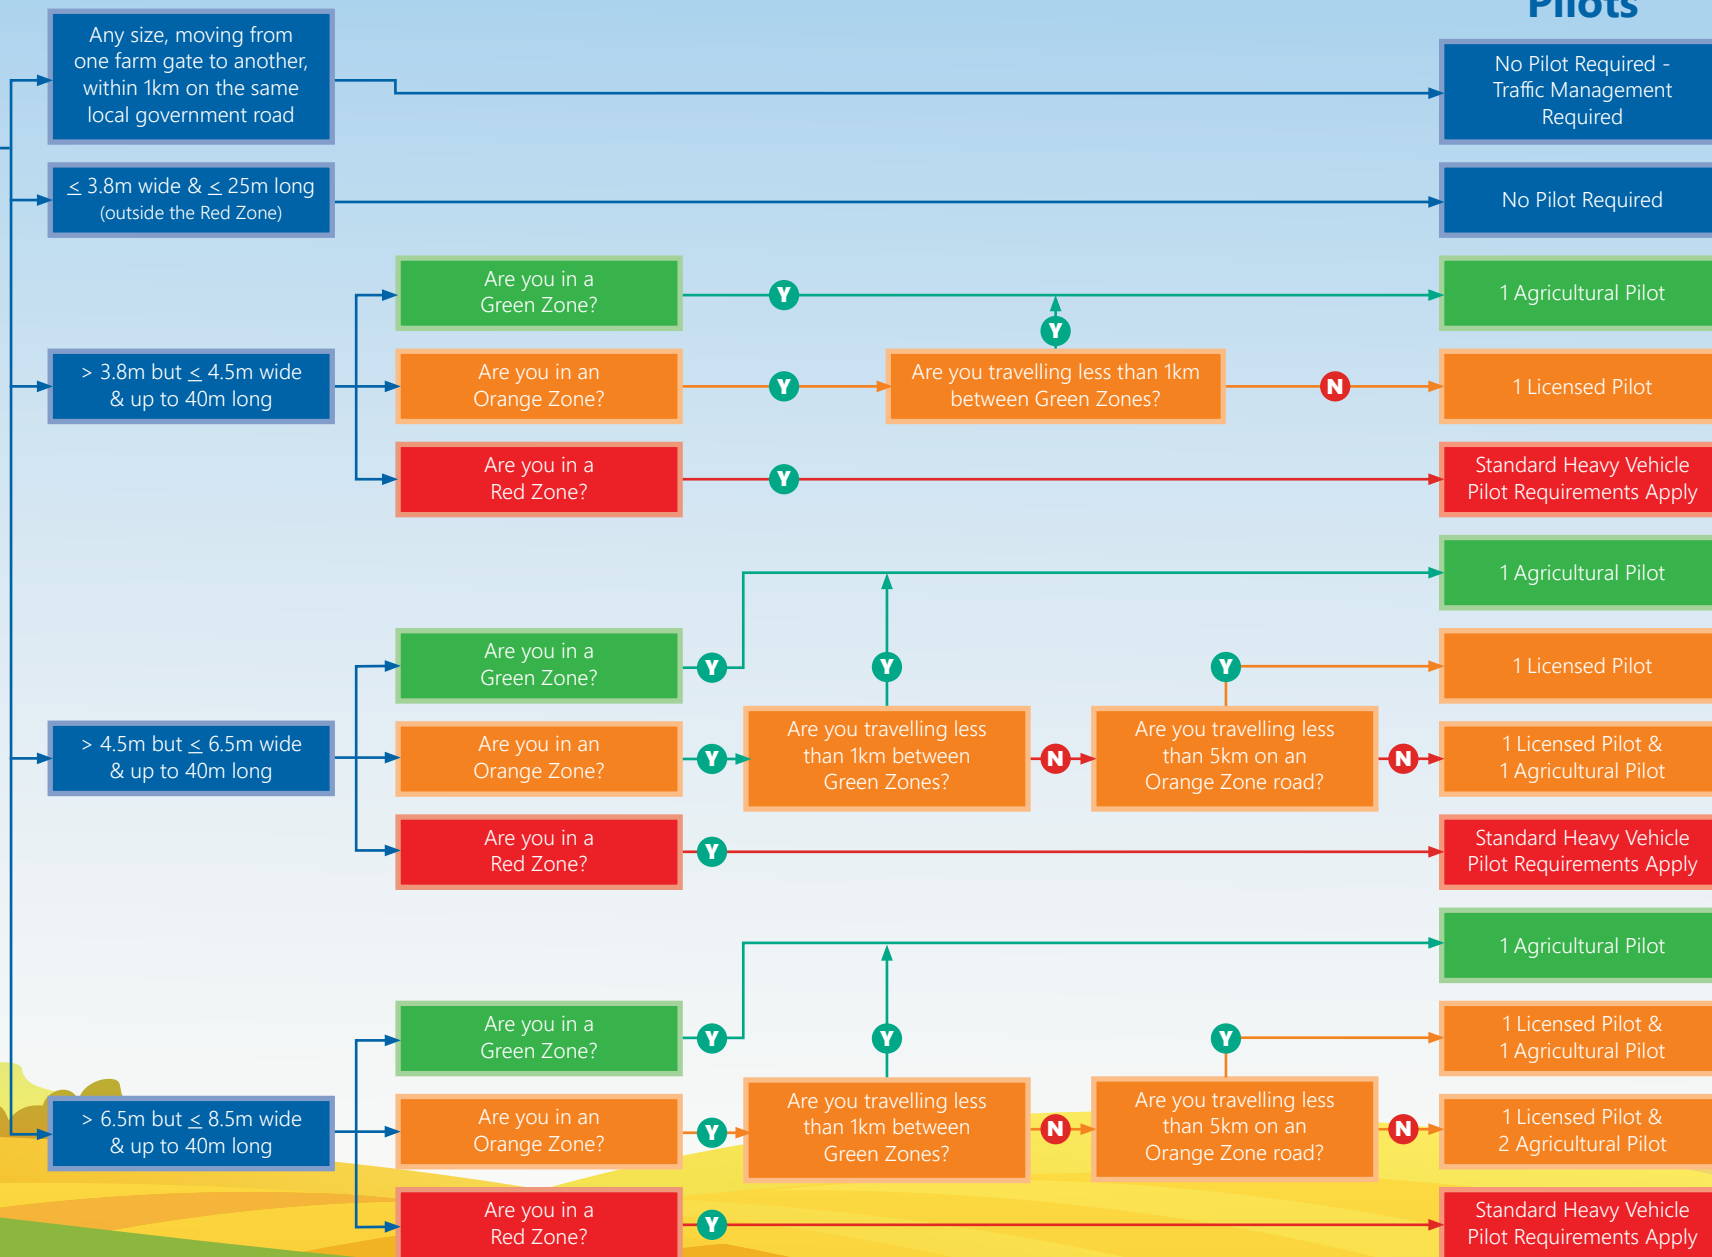 Pilots
Any size, moving from
one farm gate to another,
within 1km on the same
local government road
No Pilot Required -
Traffic Management
Required
≤ 3.8m wide & ≤ 25m long
(outside the Red Zone)
No Pilot Required
> 3.8m but ≤ 4.5m wide
& up to 40m long
Are you in a
Green Zone?
Y
1 Agricultural Pilot
Are you in an
Orange Zone?
Y
Are you travelling less than 1km
between Green Zones?
Y
N
1 Licensed Pilot
Are you in a
Red Zone?
Y
Standard Heavy Vehicle
Pilot Requirements Apply
> 4.5m but ≤ 6.5m wide
& up to 40m long
Are you in a
Green Zone?
Y
1 Agricultural Pilot
Are you in an
Orange Zone?
Y
Are you travelling less
than 1km between
Green Zones?
Y
N
Are you travelling less
than 5km on an
Orange Zone road?
Y
1 Licensed Pilot
N
1 Licensed Pilot &
1 Agricultural Pilot
Are you in a
Red Zone?
Y
Standard Heavy Vehicle
Pilot Requirements Apply
> 6.5m but ≤ 8.5m wide
& up to 40m long
Are you in a
Green Zone?
Y
1 Agricultural Pilot
Are you in an
Orange Zone?
Y
Are you travelling less
than 1km between
Green Zones?
Y
N
Are you travelling less
than 5km on an
Orange Zone road?
Y
1 Licensed Pilot &
1 Agricultural Pilot
N
1 Licensed Pilot &
2 Agricultural Pilot
Are you in a
Red Zone?
Y
Standard Heavy Vehicle
Pilot Requirements Apply